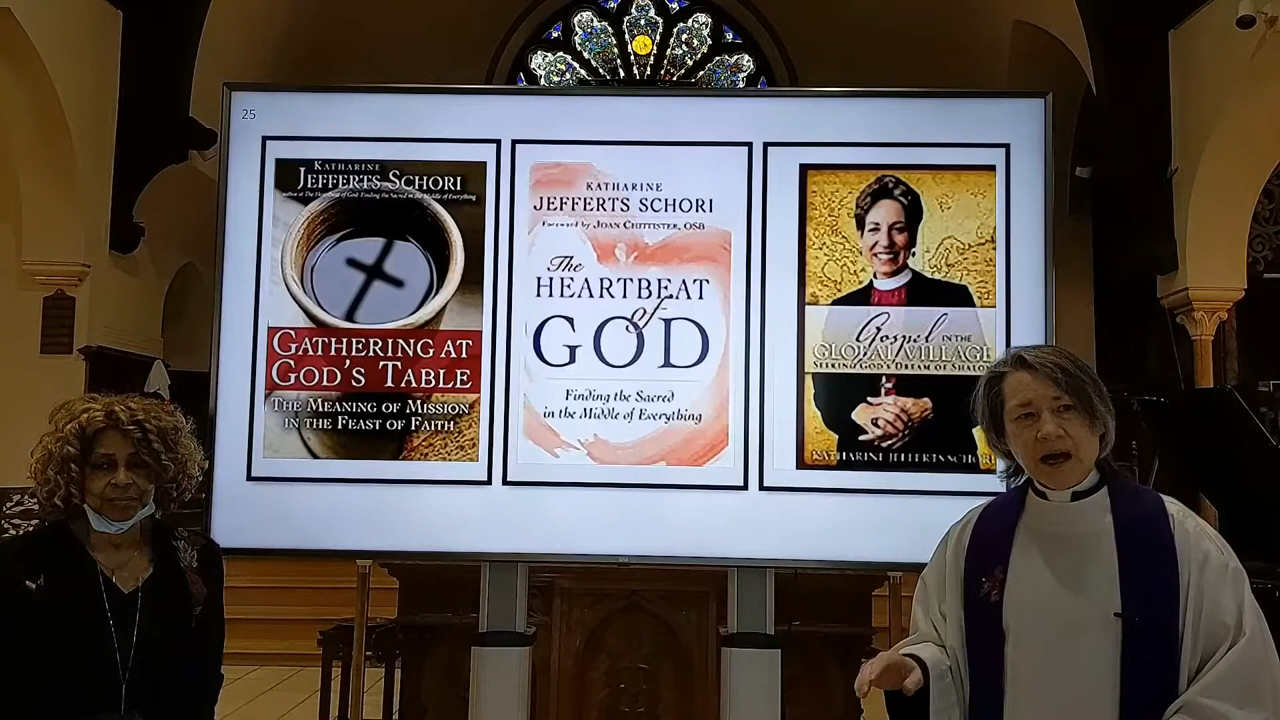 25
KATHARINE
JEFFERTS SCHORI
author of The Heartbeat of God: Finding the Sacred in the Middle of Everything
GATHERING AT
GOD'S TABLE
THE MEANING OF MISSION
IN THE FEAST OF FAITH
KATHARINE
JEFFERTS SCHORI
Foreword by JOAN CHITTISTER, OSB
The
HEARTBEAT
of
GOD
Finding the Sacred
in the Middle of Everything
Gospel IN THE
GLOBAL VILLAGE
SEEKING GOD'S DREAM OF SHALO
KATHARINE JEFFERTS SCHORI